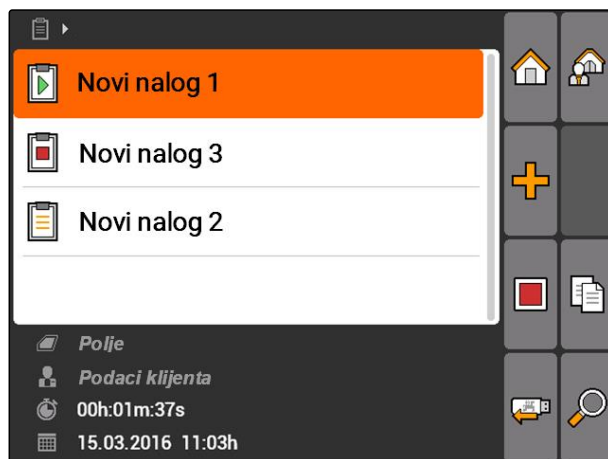 Novi nalog 1
Novi nalog 3
Novi nalog 2
Polje
Podaci klijenta
00h:01m:37s
15.03.2016 11:03h